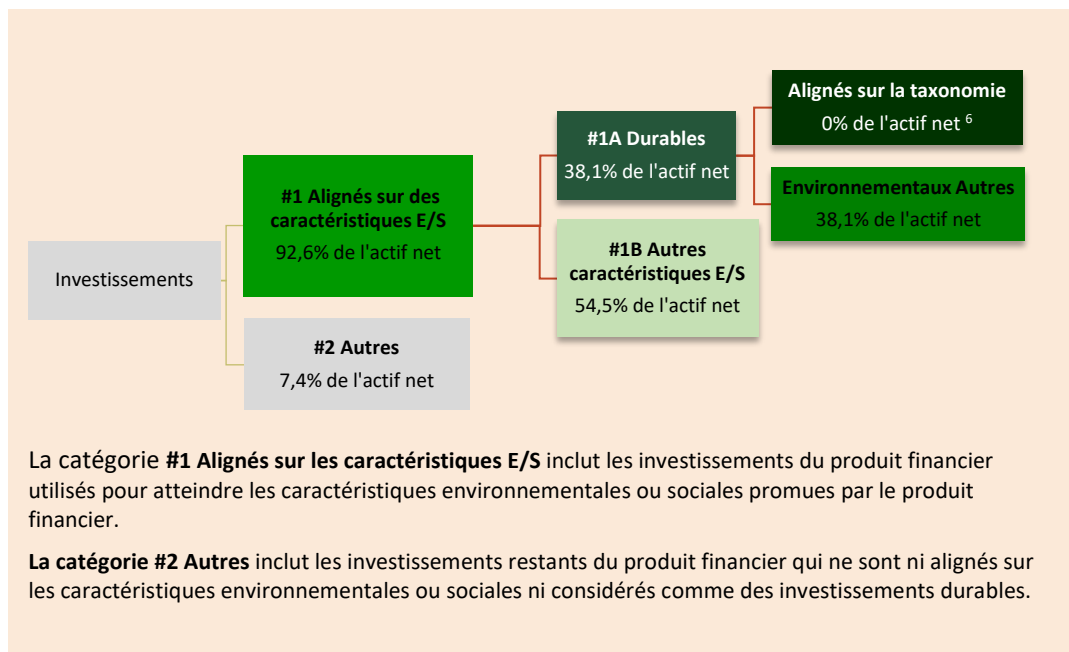 Investissements
#1 Alignés sur des
caractéristiques E/S
92,6% de l'actif net
#2 Autres
7,4% de l'actif net
#1A Durables
38,1% de l'actif net
#1B Autres
caractéristiques E/S
54,5% de l'actif net
Alignés sur la taxonomie
0% de l'actif net ⁶
Environnementaux Autres
38,1% de l'actif net
La catégorie #1 Alignés sur les caractéristiques E/S inclut les investissements du produit financier
utilisés pour atteindre les caractéristiques environnementales ou sociales promues par le produit
financier.
La catégorie #2 Autres inclut les investissements restants du produit financier qui ne sont ni alignés sur
les caractéristiques environnementales ou sociales ni considérés comme des investissements durables.